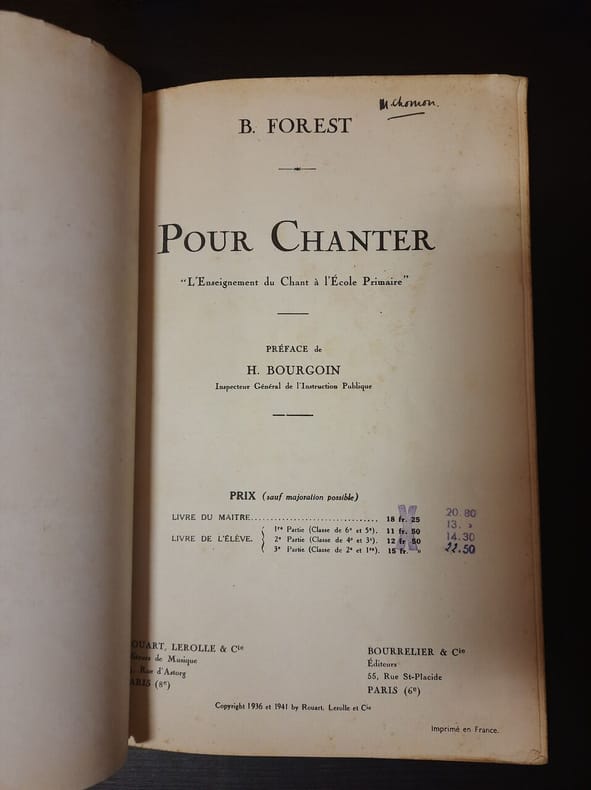 M. Chomon.
B. FOREST
POUR CHANTER
"L'Enseignement du Chant à l'École Primaire"
PRÉFACE de
H. BOURGOIN
Inspecteur Général de l'Instruction Publique
PRIX (sauf majoration possible)
LIVRE DU MAITRE................................ 18 fr. 25 20.80
1re Partie (Classe de 6e et 5e). 11 fr. 50 13. »
LIVRE DE L'ÉLÈVE. 2e Partie (Classe de 4e et 3e). 12 fr. 50 14.30
3e Partie (Classe de 2e et 1re). 15 fr. » 22.50
OUART, LEROLLE & Cie
iteurs de Musique
Rue d'Astorg
ARIS (8e)
BOURRELIER & Cie
Éditeurs
55, Rue St-Placide
PARIS (6e)
Copyright 1936 et 1941 by Rouart, Lerolle et Cie
Imprimé en France.